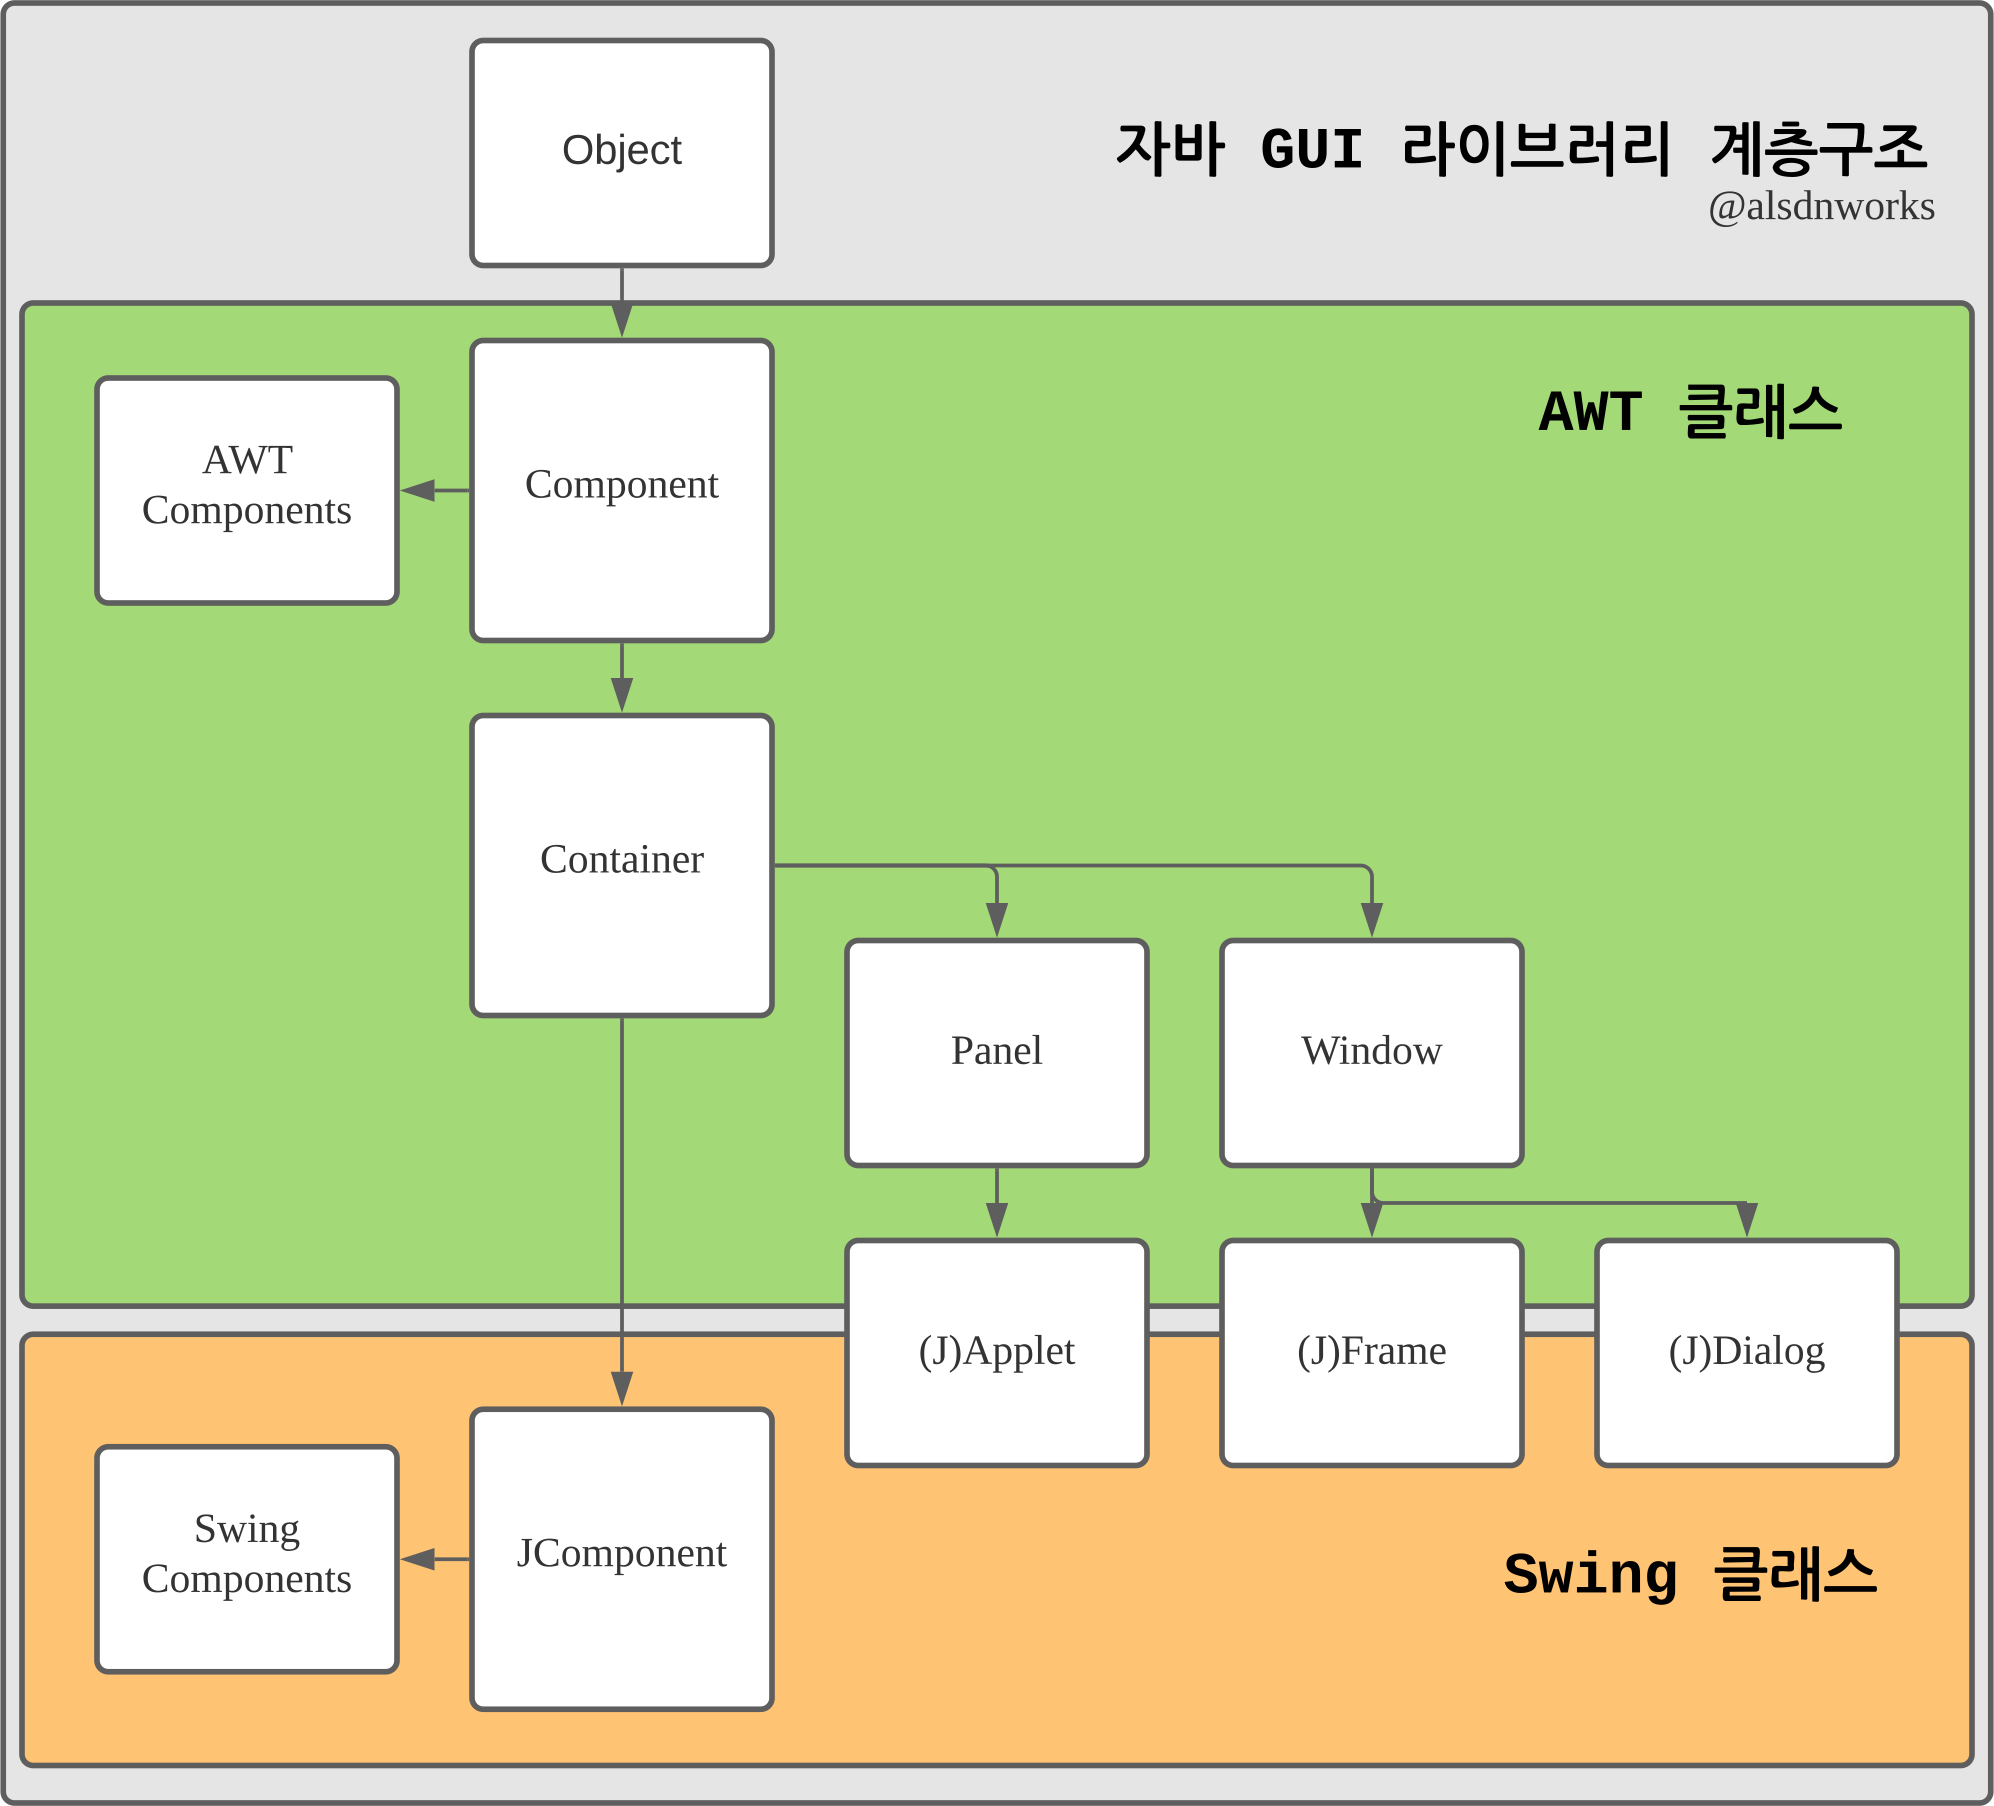 Object
자바 GUI 라이브러리 계층구조
@alsdnworks
AWT 클래스
AWT
Components
Component
Container
Panel
Window
(J)Applet
(J)Frame
(J)Dialog
Swing
Components
JComponent
Swing 클래스